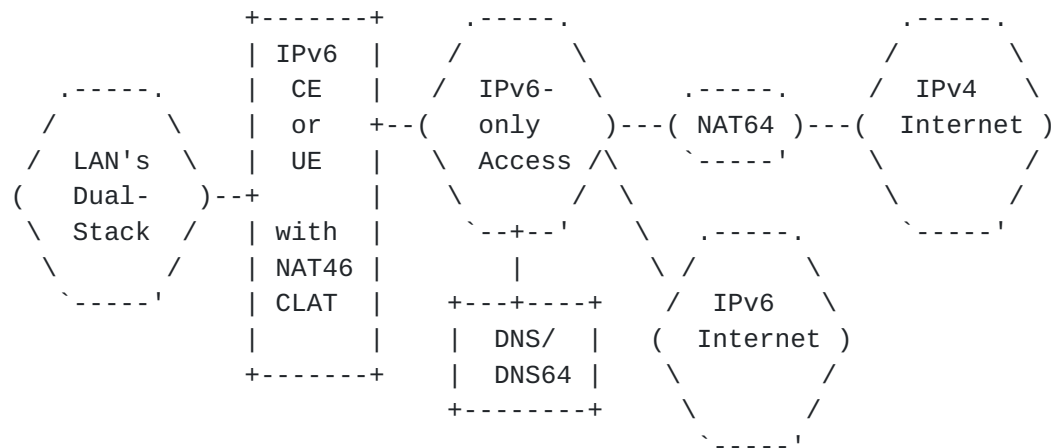 IPv6
CE
or
UE
with
NAT46
CLAT
LAN's
Dual-
Stack
IPv6-
only
Access
NAT64
IPv4
Internet
DNS/
DNS64
IPv6
Internet